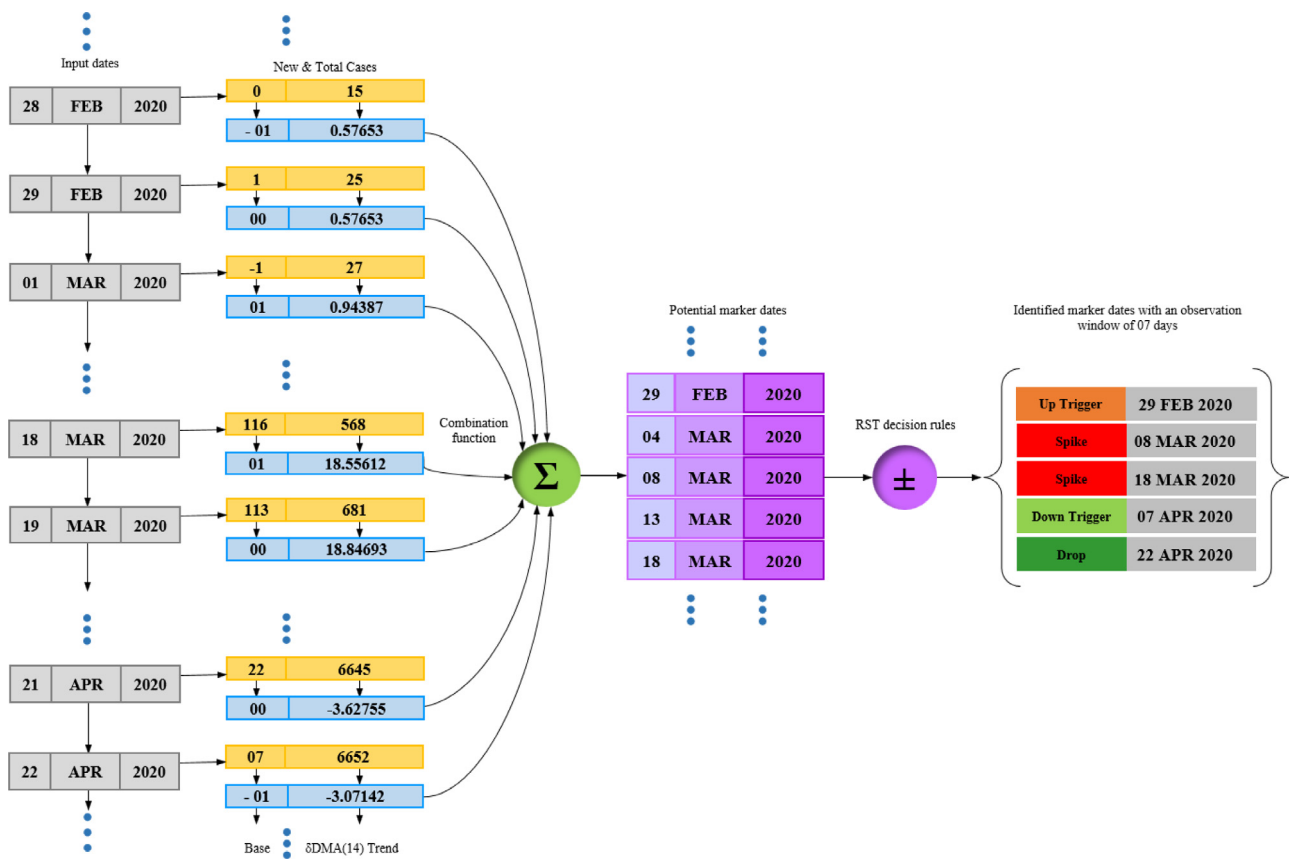 Input dates
New & Total Cases
28 FEB 2020
0 15
- 01 0.57653
29 FEB 2020
1 25
00 0.57653
01 MAR 2020
-1 27
01 0.94387
18 MAR 2020
116 568
01 18.55612
19 MAR 2020
113 681
00 18.84693
21 APR 2020
22 6645
00 -3.62755
22 APR 2020
07 6652
- 01 -3.07142
Base δDMA(14) Trend
Combination
function
Σ
Potential marker dates
29 FEB 2020
04 MAR 2020
08 MAR 2020
13 MAR 2020
18 MAR 2020
RST decision rules
±
Identified marker dates with an observation
window of 07 days
Up Trigger 29 FEB 2020
Spike 08 MAR 2020
Spike 18 MAR 2020
Down Trigger 07 APR 2020
Drop 22 APR 2020